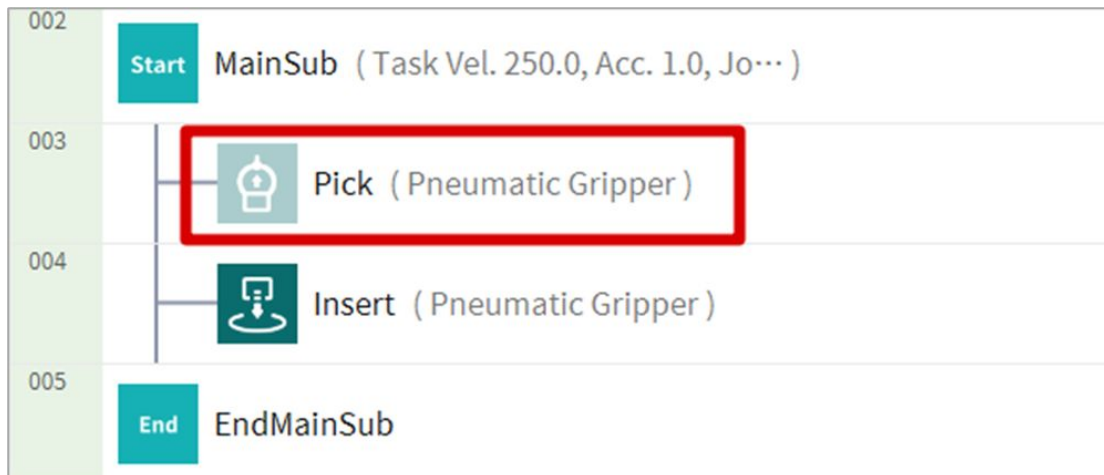 002
Start MainSub ( Task Vel. 250.0, Acc. 1.0, Jo··· )
003
Pick ( Pneumatic Gripper )
004
Insert ( Pneumatic Gripper )
005
End EndMainSub